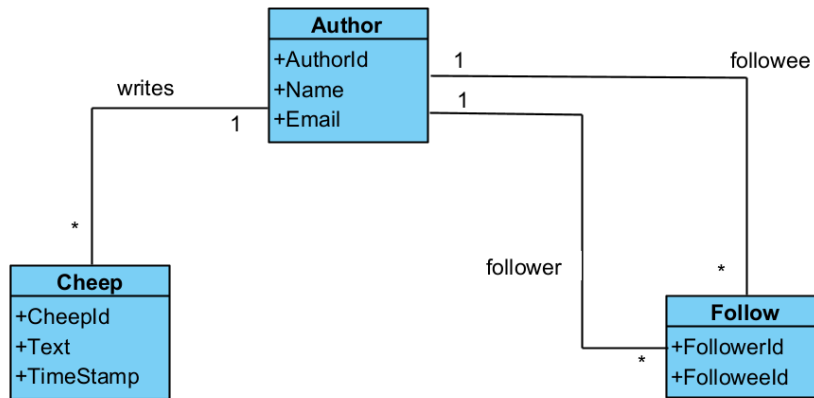 Author
+AuthorId
+Name
+Email
1
followee
1
writes
1
*
Cheep
+CheepId
+Text
+TimeStamp
follower
*
*
Follow
+FollowerId
+FolloweeId